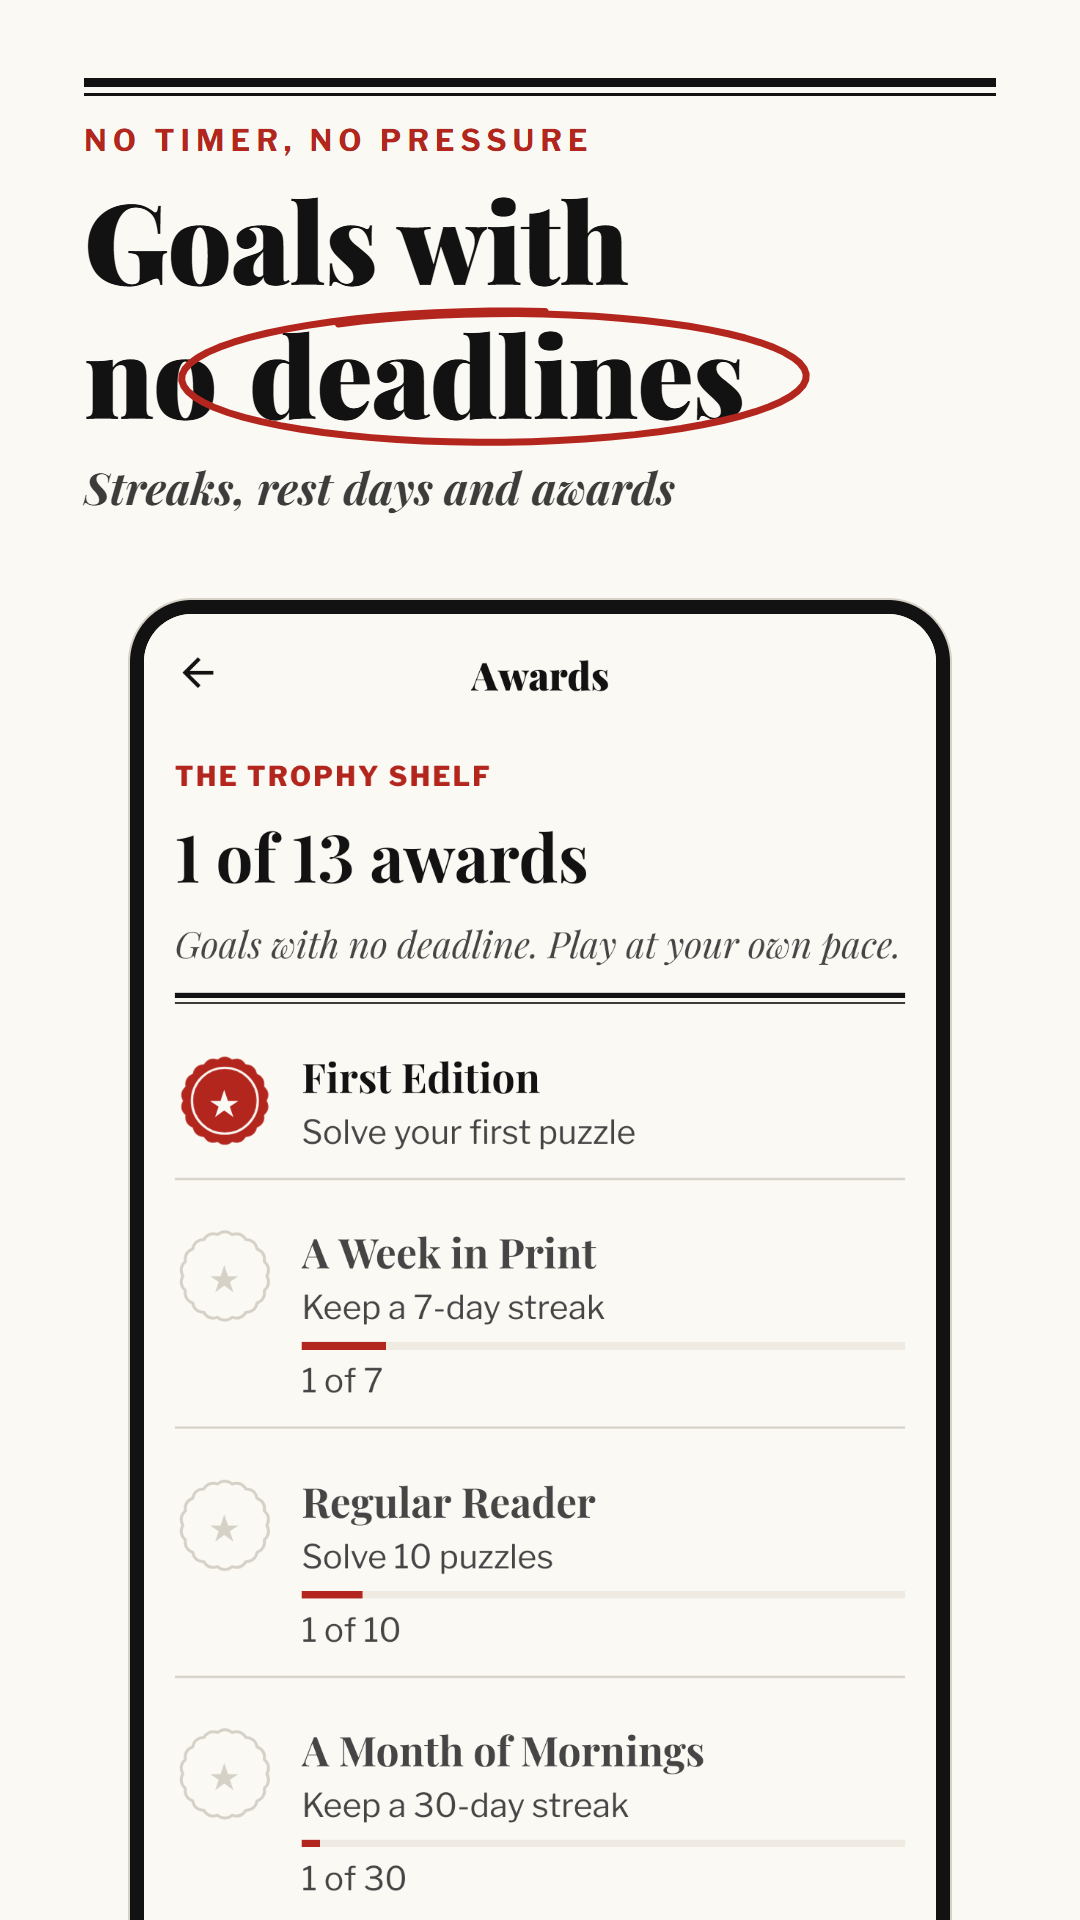 NO TIMER, NO PRESSURE
Goals with
no deadlines
Streaks, rest days and awards
Awards
THE TROPHY SHELF
1 of 13 awards
Goals with no deadline. Play at your own pace.
First Edition
Solve your first puzzle
A Week in Print
Keep a 7-day streak
1 of 7
Regular Reader
Solve 10 puzzles
1 of 10
A Month of Mornings
Keep a 30-day streak
1 of 30